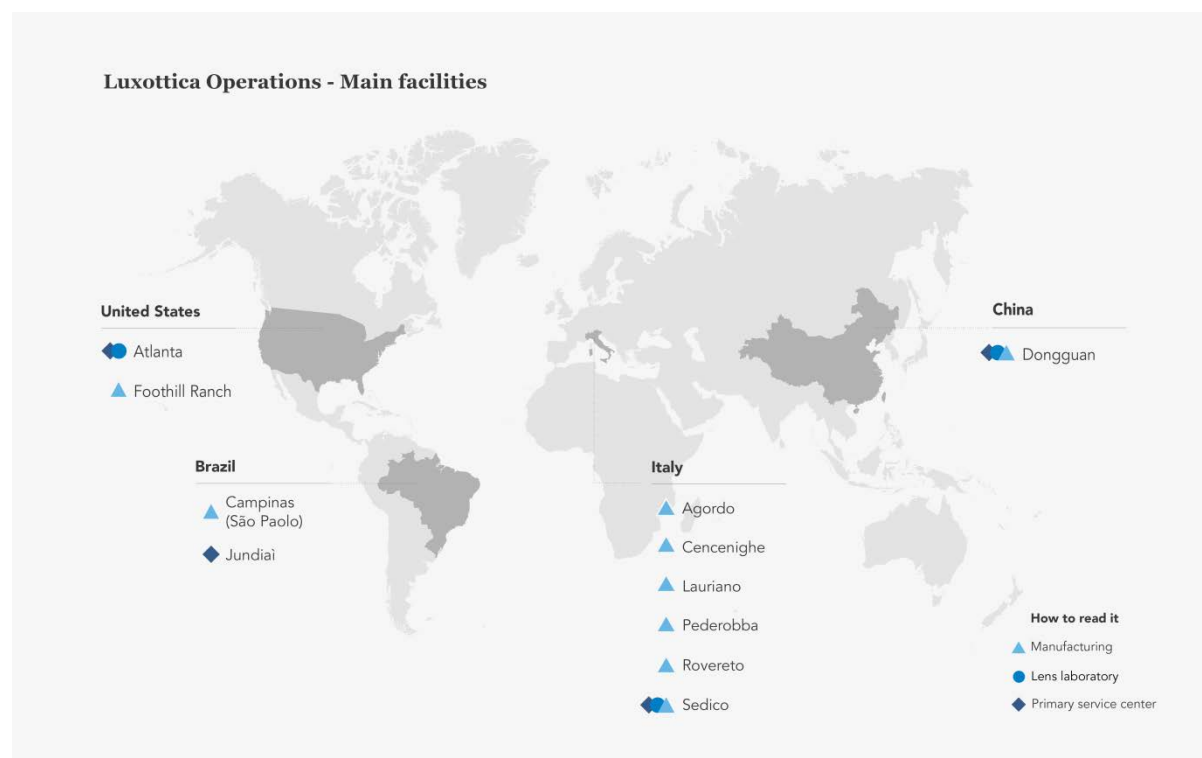 Luxottica Operations - Main facilities
United States
Atlanta
Foothill Ranch
Brazil
Campinas
(São Paolo)
Jundiaì
Italy
Agordo
Cencenighe
Lauriano
Pederobba
Rovereto
Sedico
China
Dongguan
How to read it
Manufacturing
Lens laboratory
Primary service center